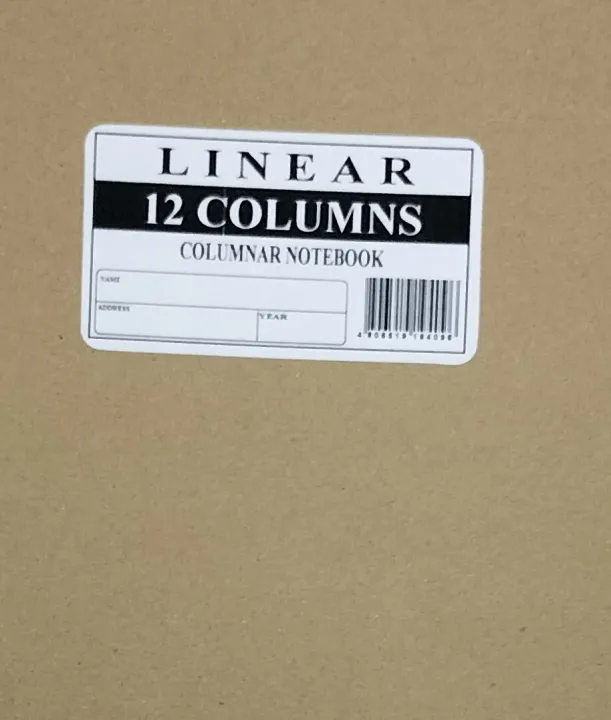 LINEAR
12 COLUMNS
COLUMNAR NOTEBOOK
NAME
ADDRESS
YEAR